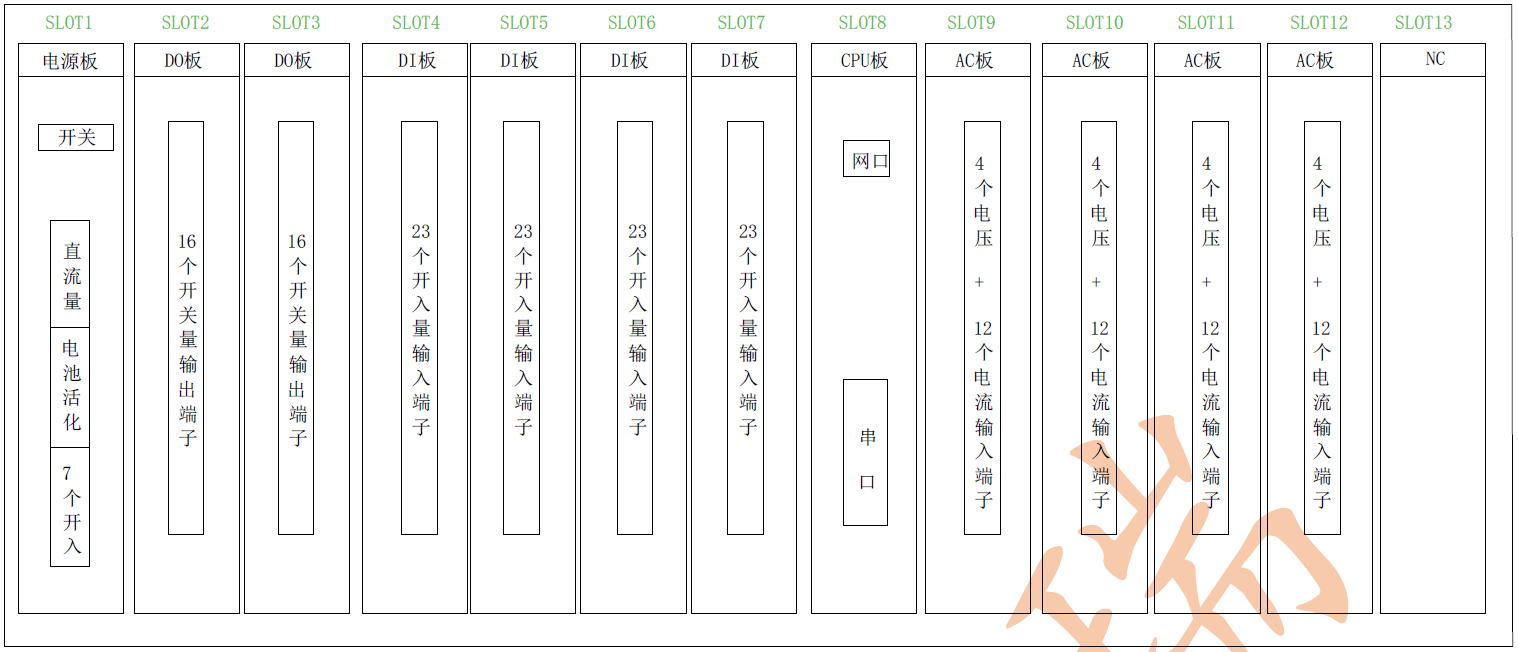 SLOT1 SLOT2 SLOT3 SLOT4 SLOT5 SLOT6 SLOT7 SLOT8 SLOT9 SLOT10 SLOT11 SLOT12 SLOT13
电源板 DO板 DO板 DI板 DI板 DI板 DI板 CPU板 AC板 AC板 AC板 AC板 NC
开关
直流量
电池活化
7个开入
16个开关量输出端子
16个开关量输出端子
23个开入量输入端子
23个开入量输入端子
23个开入量输入端子
23个开入量输入端子
网口
串口
4个电压+12个电流输入端子
4个电压+12个电流输入端子
4个电压+12个电流输入端子
4个电压+12个电流输入端子
瑞